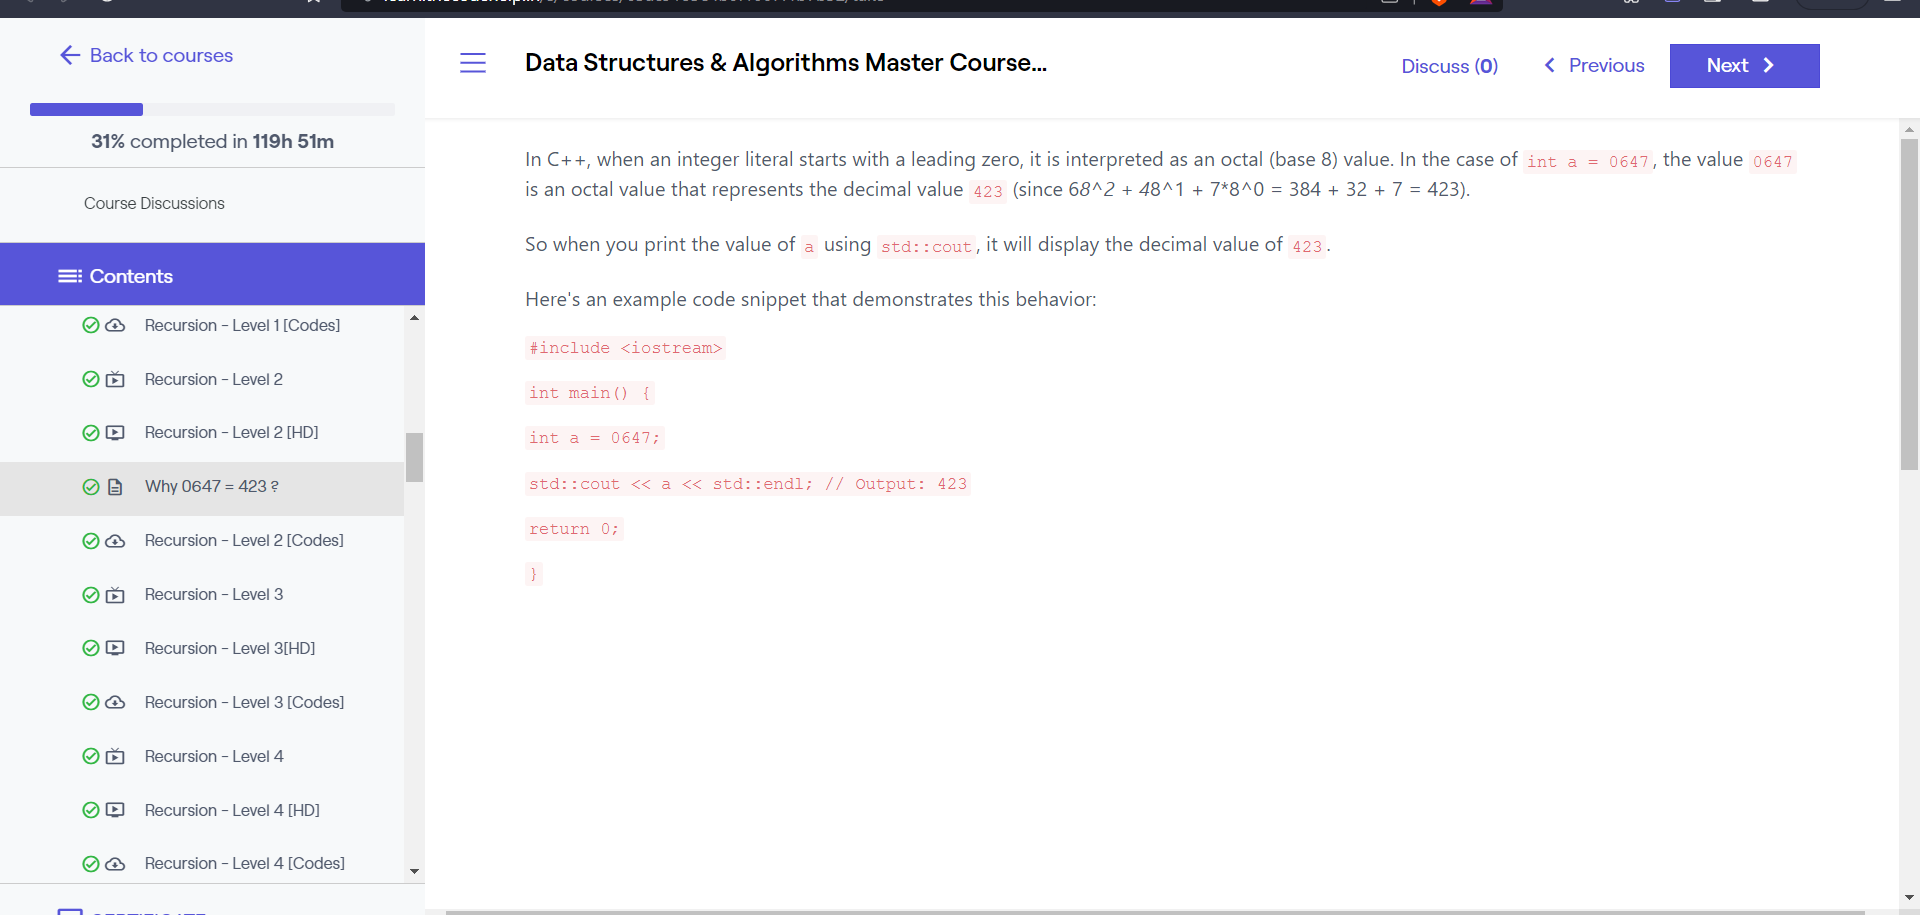 Back to courses
31% completed in 119h 51m
Course Discussions
Contents
Recursion - Level 1 [Codes]
Recursion - Level 2
Recursion - Level 2 [HD]
Why 0647 = 423 ?
Recursion - Level 2 [Codes]
Recursion - Level 3
Recursion - Level 3[HD]
Recursion - Level 3 [Codes]
Recursion - Level 4
Recursion - Level 4 [HD]
Recursion - Level 4 [Codes]
Data Structures & Algorithms Master Course...
Discuss (0)
Previous
Next
In C++, when an integer literal starts with a leading zero, it is interpreted as an octal (base 8) value. In the case of int a = 0647, the value 0647
is an octal value that represents the decimal value 423 (since 68^2 + 48^1 + 7*8^0 = 384 + 32 + 7 = 423).
So when you print the value of a using std::cout, it will display the decimal value of 423.
Here's an example code snippet that demonstrates this behavior:
#include <iostream>
int main() {
int a = 0647;
std::cout << a << std::endl; // Output: 423
return 0;
}